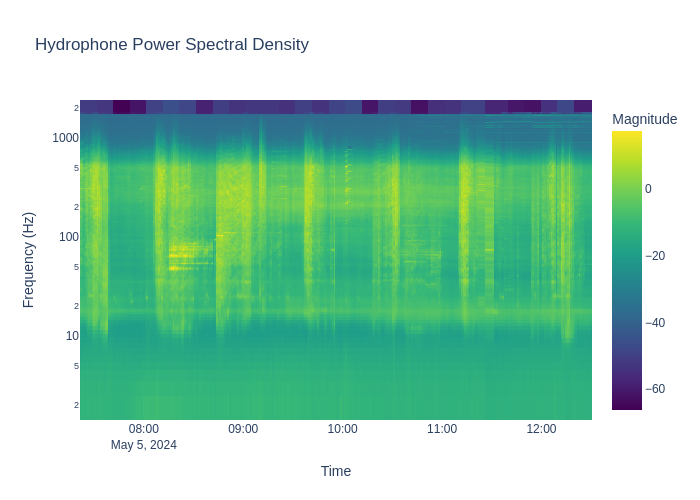 Hydrophone Power Spectral Density
Magnitude
2
1000
5
2
100
5
2
10
5
2
0
−20
−40
−60
Frequency (Hz)
08:00 09:00 10:00 11:00 12:00
May 5, 2024
Time